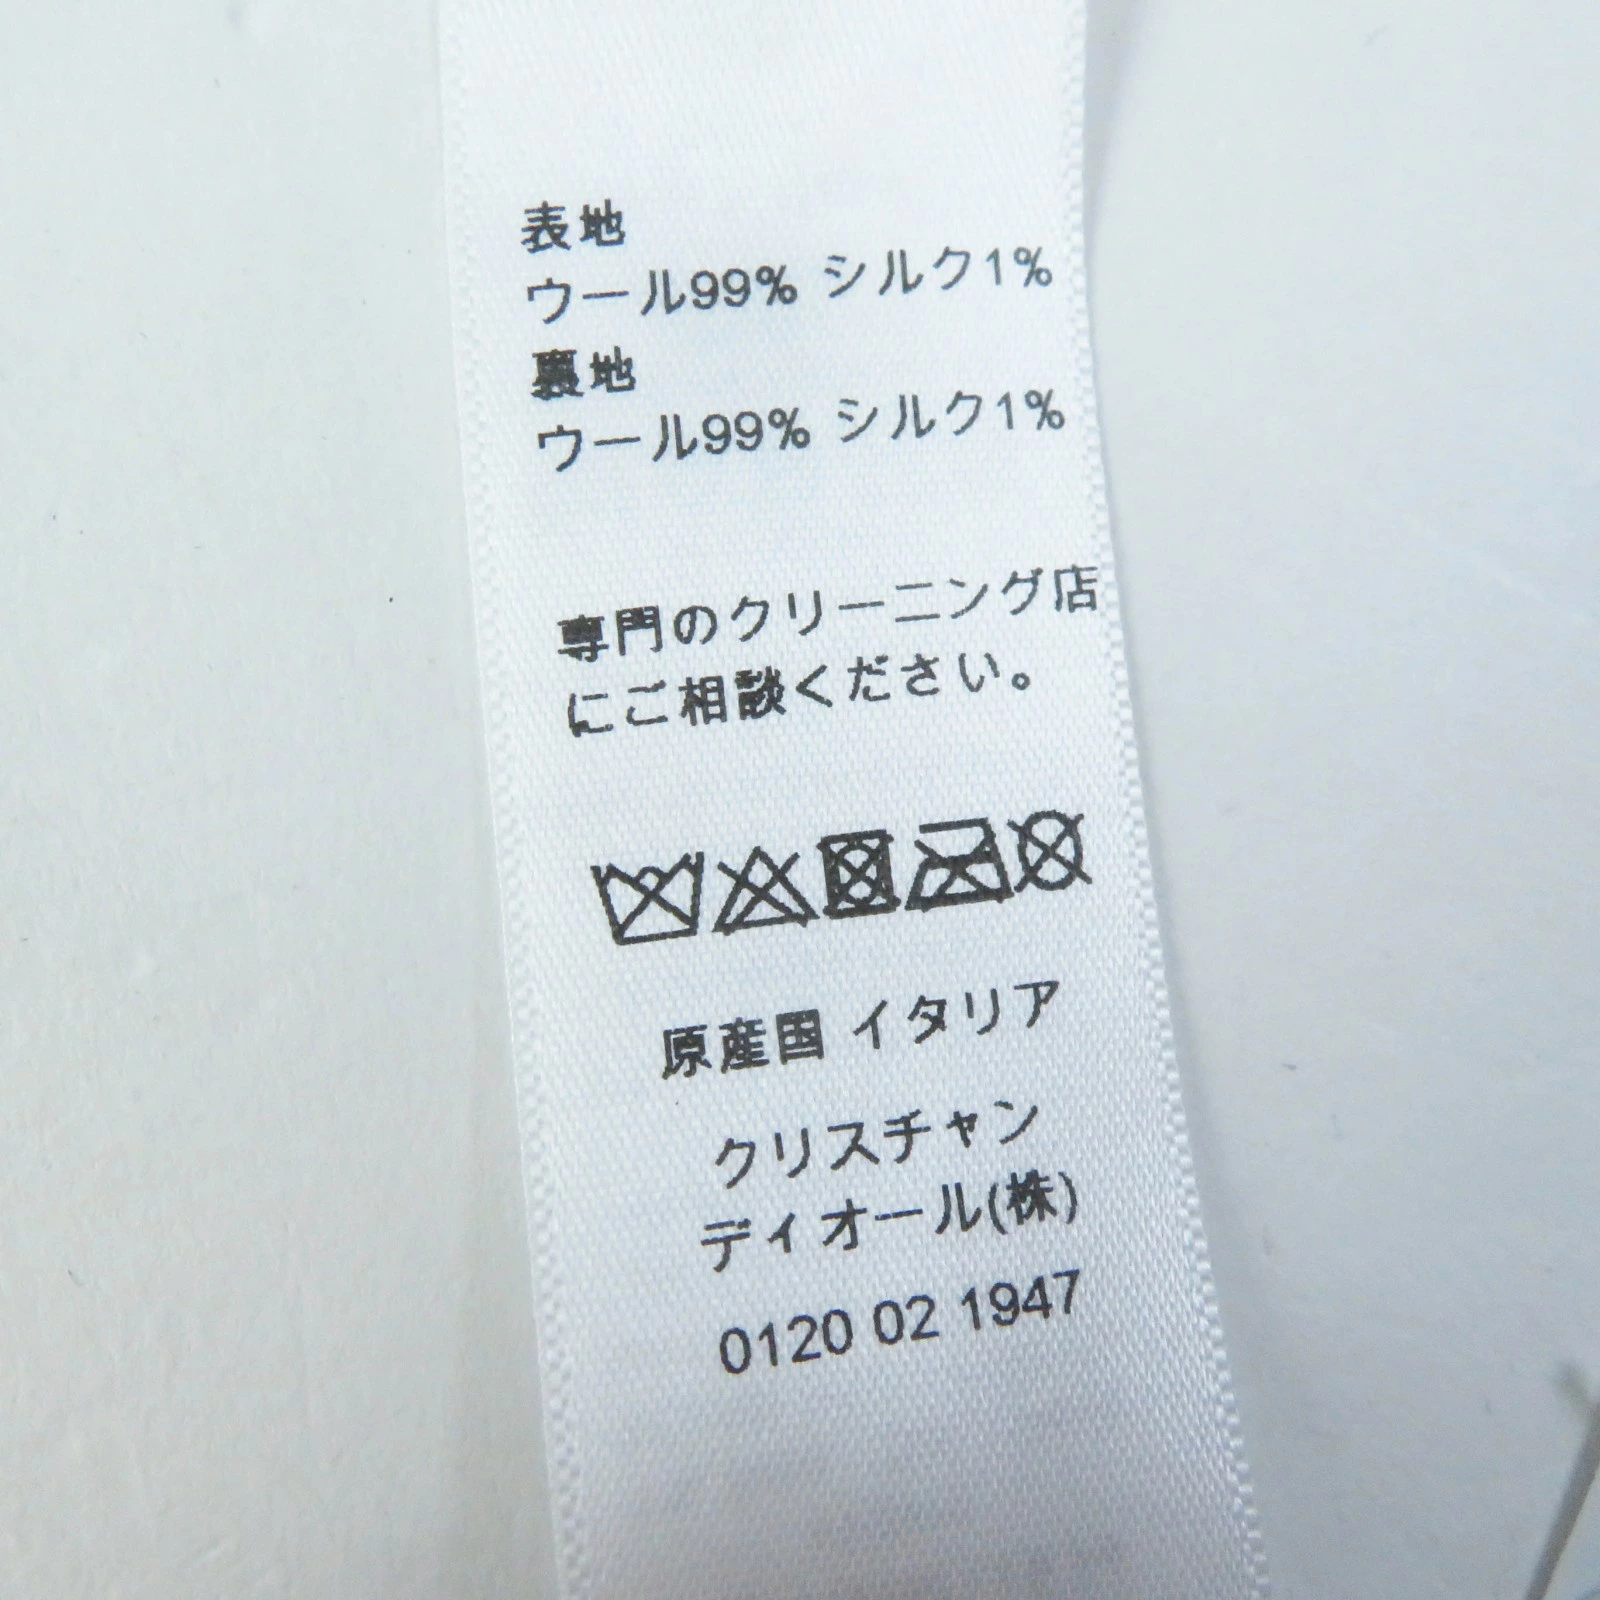 表地
ウール99% シルク1%
裏地
ウール99% シルク1%
専門のクリーニング店
にご相談ください。
原産国 イタリア
クリスチャン
ディオール(株)
0120 02 1947